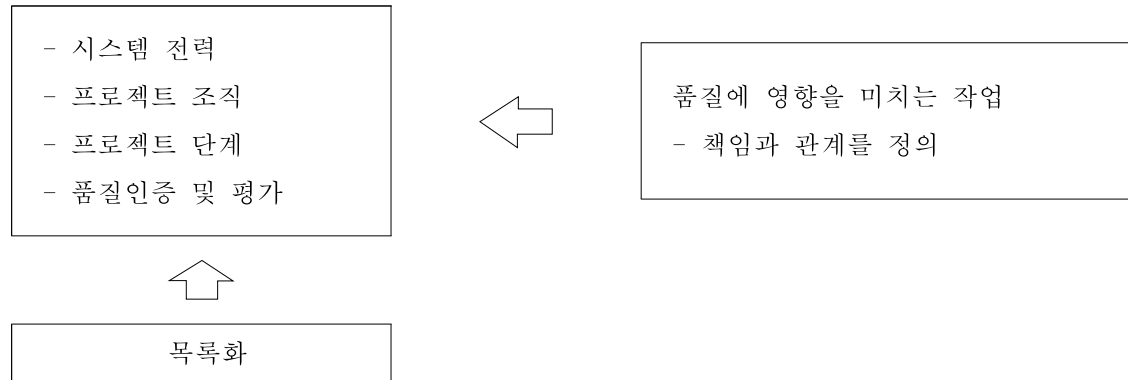 - 시스템 전력
- 프로젝트 조직
- 프로젝트 단계
- 품질인증 및 평가
품질에 영향을 미치는 작업
- 책임과 관계를 정의
목록화